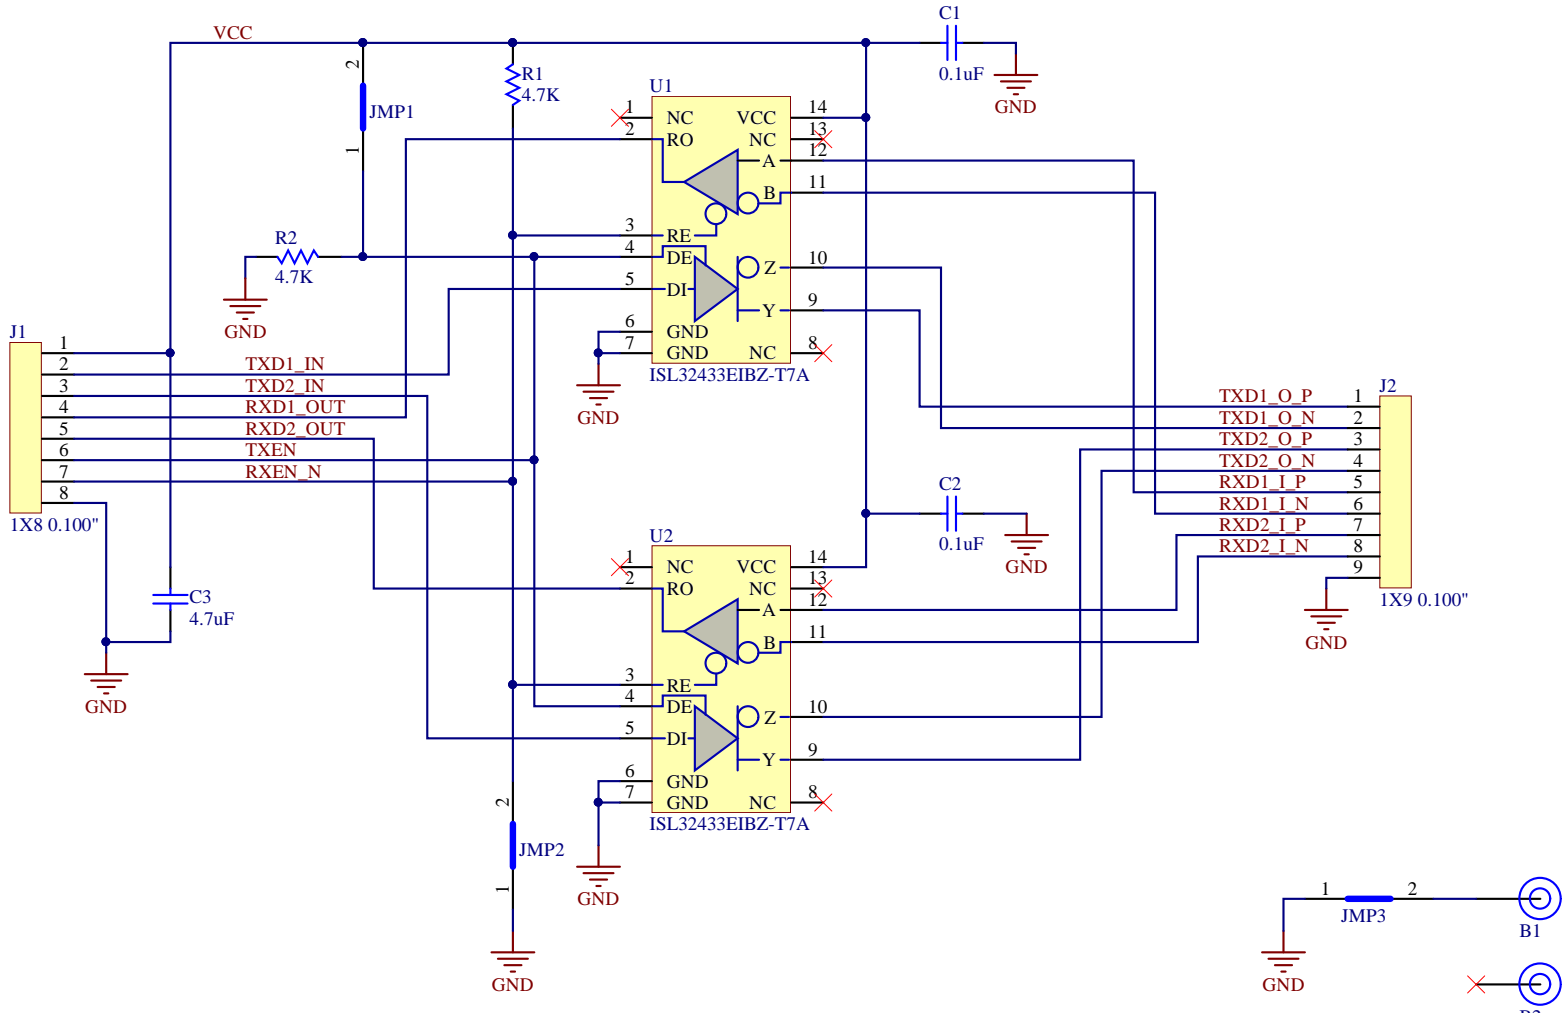 VCC
C1
0.1uF
GND
2
JMP1
1
R1
4.7K
U1
1 NC VCC 14
2 RO NC 13
A 12
B 11
3 RE
4 DE Z 10
5 DI Y 9
6 GND
7 GND NC 8
ISL32433EIBZ-T7A
GND
R2
4.7K
GND
J1
1
2 TXD1_IN
3 TXD2_IN
4 RXD1_OUT
5 RXD2_OUT
6 TXEN
7 RXEN_N
8
1X8 0.100"
C3
4.7uF
GND
J2
TXD1_O_P 1
TXD1_O_N 2
TXD2_O_P 3
TXD2_O_N 4
RXD1_I_P 5
RXD1_I_N 6
RXD2_I_P 7
RXD2_I_N 8
9
1X9 0.100"
GND
C2
0.1uF
GND
U2
1 NC VCC 14
2 RO NC 13
A 12
B 11
3 RE
4 DE Z 10
5 DI Y 9
6 GND
7 GND NC 8
ISL32433EIBZ-T7A
GND
2
JMP2
1
GND
1 2
JMP3
B1
GND